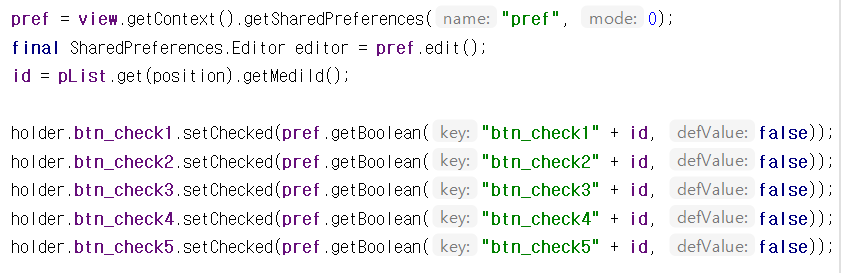 pref = view.getContext().getSharedPreferences( name: "pref", mode: 0);
final SharedPreferences.Editor editor = pref.edit();
id = pList.get(position).getMediId();
holder.btn_check1.setChecked(pref.getBoolean( key: "btn_check1" + id, defValue: false));
holder.btn_check2.setChecked(pref.getBoolean( key: "btn_check2" + id, defValue: false));
holder.btn_check3.setChecked(pref.getBoolean( key: "btn_check3" + id, defValue: false));
holder.btn_check4.setChecked(pref.getBoolean( key: "btn_check4" + id, defValue: false));
holder.btn_check5.setChecked(pref.getBoolean( key: "btn_check5" + id, defValue: false));